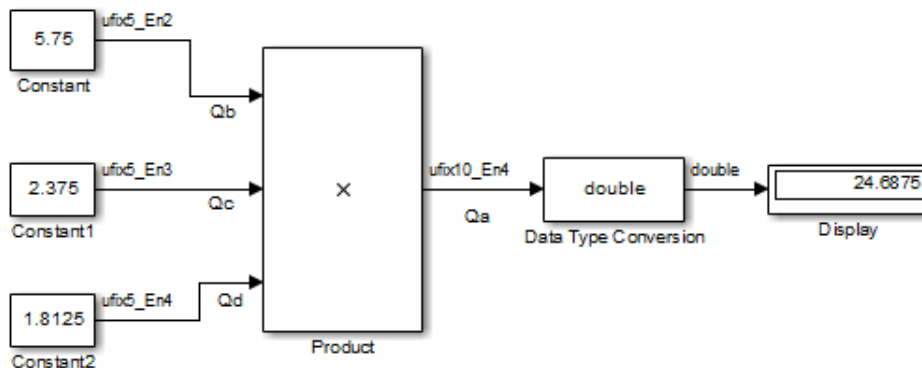 ufix5_En2
5.75
Constant
Qb
ufix5_En3
2.375
Qc
Constant1
ufix5_En4
1.8125
Qd
Constant2
×
Product
ufix10_En4
Qa
double
Data Type Conversion
double
24.6875
Display